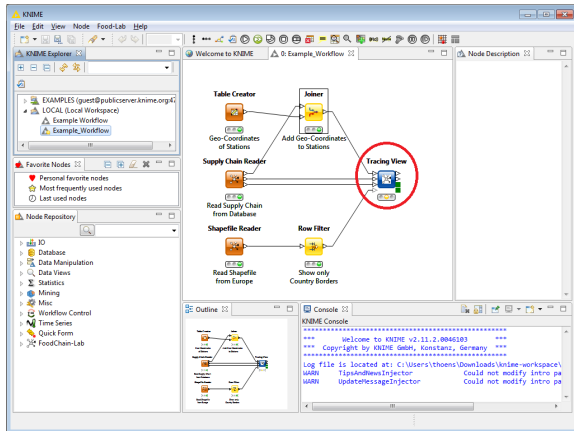 KNIME
File Edit View Node Food-Lab Help
KNIME Explorer
EXAMPLES (guest@publicserver.knime.org:47
LOCAL (Local Workspace)
Example Workflow
Example_Workflow
Favorite Nodes
Personal favorite nodes
Most frequently used nodes
Last used nodes
Node Repository
IO
Database
Data Manipulation
Data Views
Statistics
Mining
Misc
Workflow Control
Time Series
Quick Form
FoodChain-Lab
Welcome to KNIME
0: Example_Workflow
Table Creator
Geo-Coordinates
of Stations
Joiner
Add Geo-Coordinates
to Stations
Supply Chain Reader
Read Supply Chain
from Database
Tracing View
Shapefile Reader
Read Shapefile
from Europe
Row Filter
Show only
Country Borders
Node Description
Outline
Console
KNIME Console
***********************************************
*** Welcome to KNIME v2.11.2.0046103 ***
*** Copyright by KNIME GmbH, Konstanz, Germany ***
***********************************************
Log file is located at: C:\Users\thoens\Downloads\knime-workspace\
WARN TipsAndNewsInjector Could not modify intro pa
WARN UpdateMessageInjector Could not modify intro pa